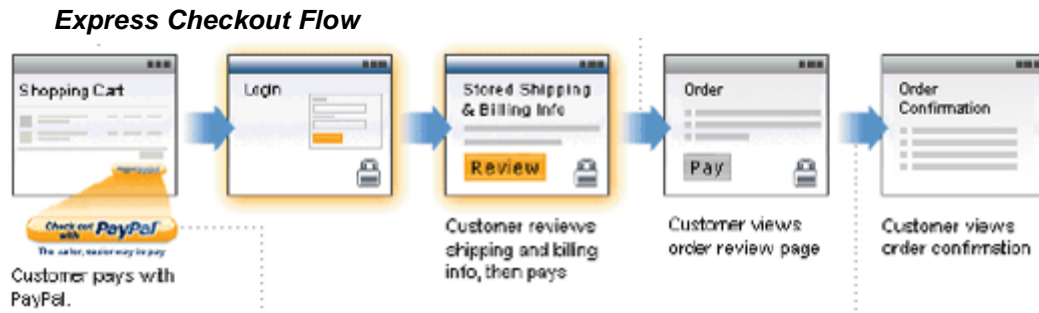 Express Checkout Flow
Shopping Cart
Login
Stored Shipping
& Billing Info
Review
Order
Pay
Order
Confirmation
Check out
with PayPal
The safer, easier way to pay
Customer pays with
PayPal.
Customer reviews
shipping and billing
info, then pays
Customer views
order review page
Customer views
order confirmation